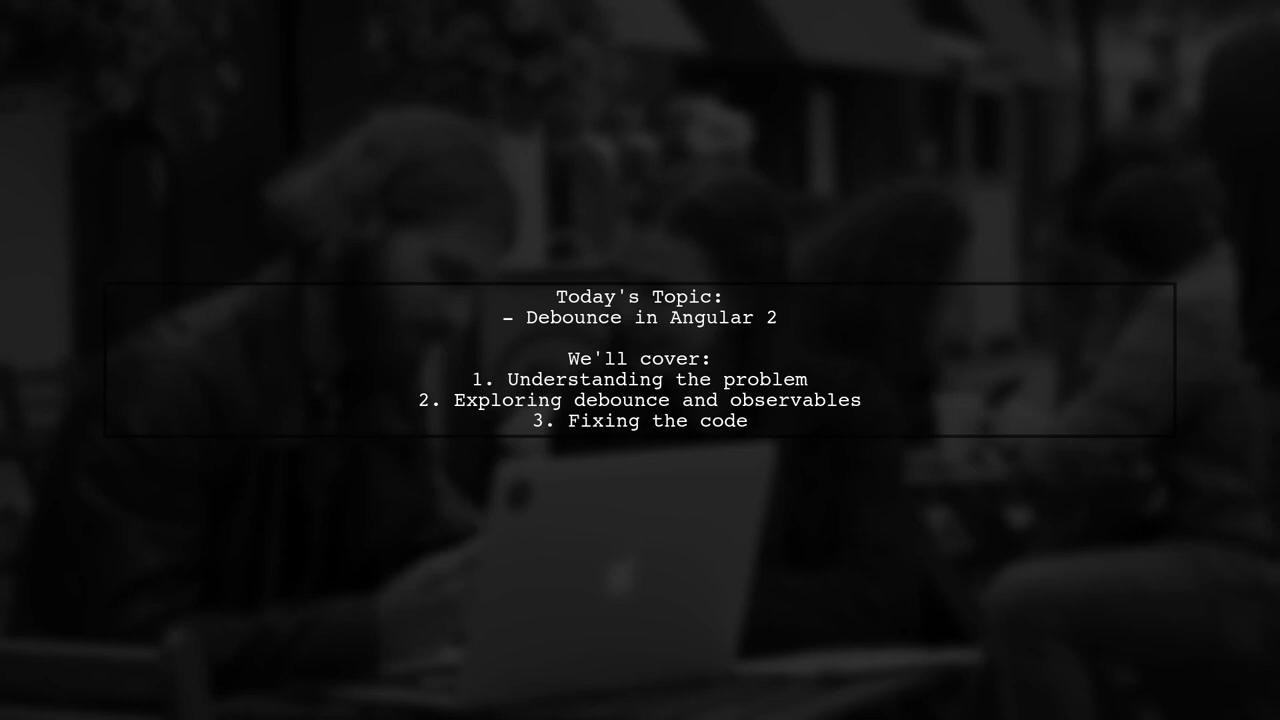 Today's Topic:
– Debounce in Angular 2
We'll cover:
1. Understanding the problem
2. Exploring debounce and observables
3. Fixing the code